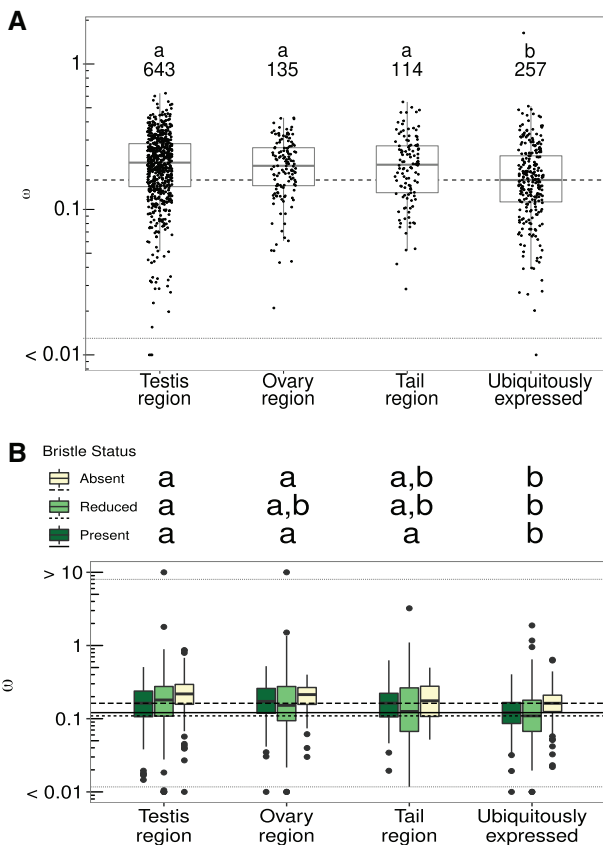 A
a a a b
643 135 114 257
1
0.1
< 0.01
ω
Testis region
Ovary region
Tail region
Ubiquitously expressed
B
Bristle Status
Absent a a a,b b
Reduced a a,b a,b b
Present a a a b
> 10
1
0.1
< 0.01
ω
Testis region
Ovary region
Tail region
Ubiquitously expressed